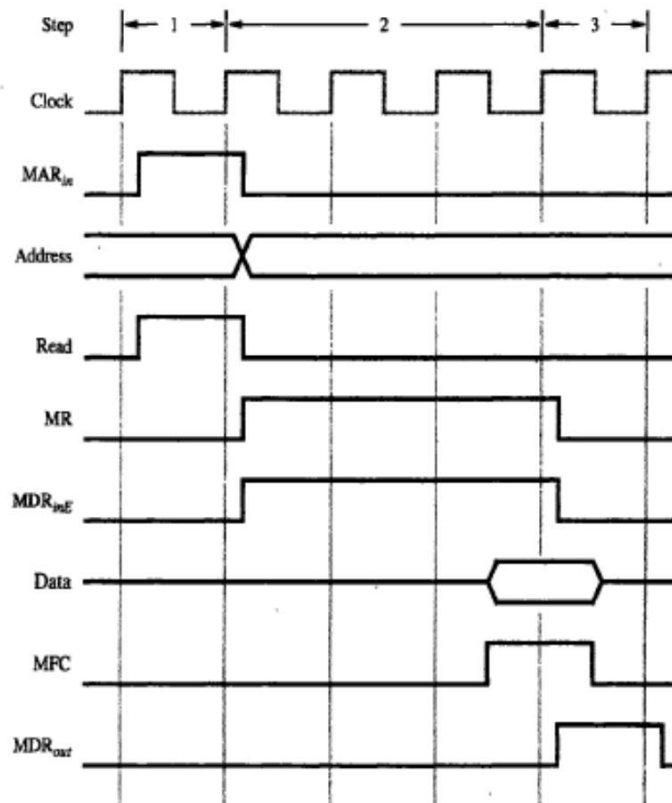 Step 1 2 3
Clock
MARin
Address
Read
MR
MDRinE
Data
MFC
MDRout